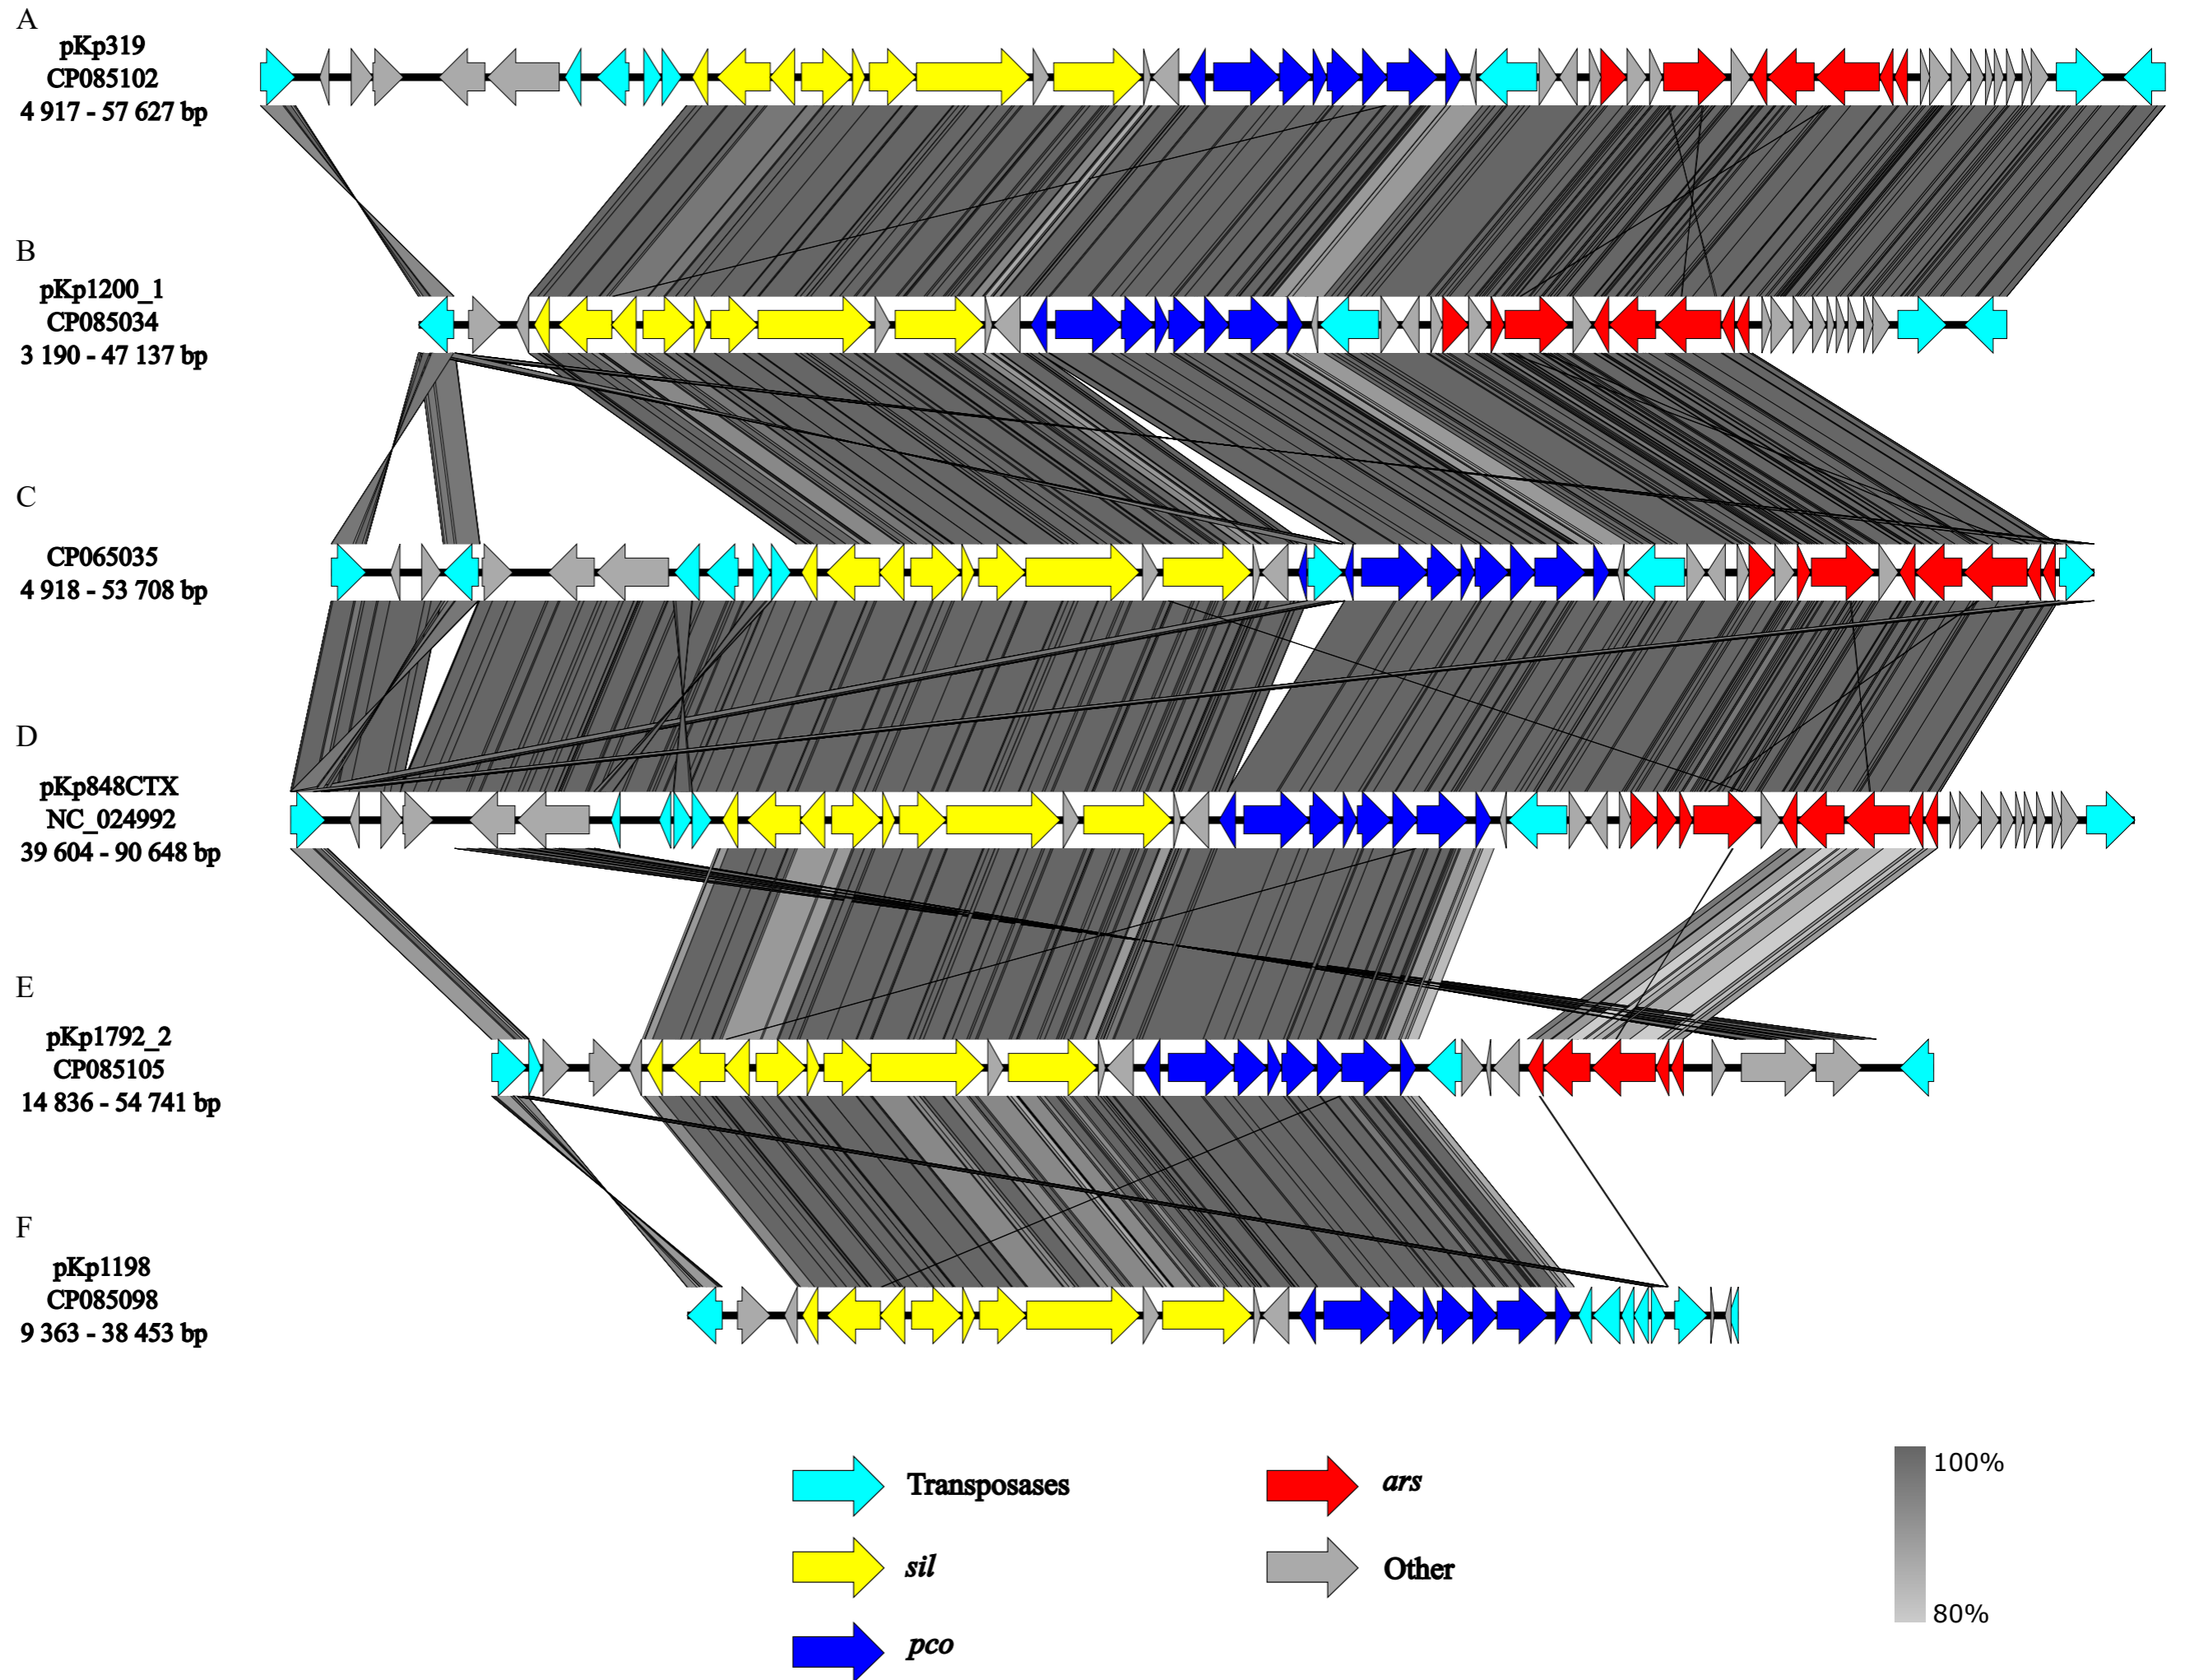 A
pKp319
CP085102
4 917 - 57 627 bp
B
pKp1200_1
CP085034
3 190 - 47 137 bp
C
CP065035
4 918 - 53 708 bp
D
pKp848CTX
NC_024992
39 604 - 90 648 bp
E
pKp1792_2
CP085105
14 836 - 54 741 bp
F
pKp1198
CP085098
9 363 - 38 453 bp
Transposases
sil
pco
ars
Other
100%
80%